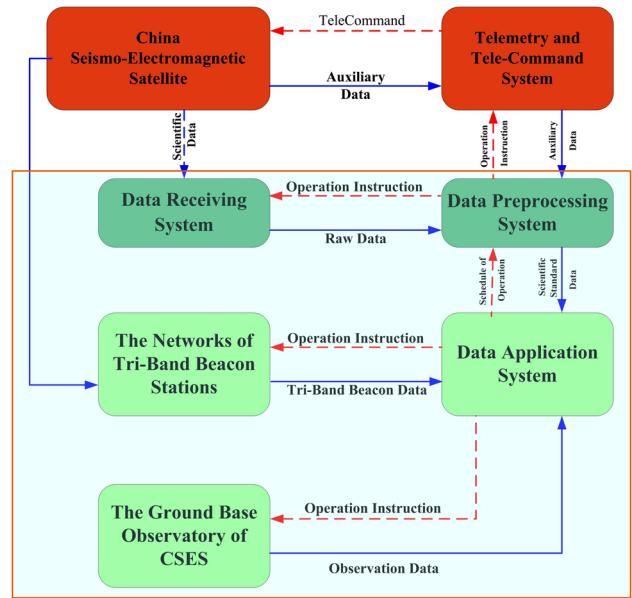 TeleCommand
China
Seismo-Electromagnetic
Satellite
Telemetry and
Tele-Command
System
Auxiliary
Data
Scientific
Data
Operation
Instruction
Auxiliary
Data
Operation Instruction
Data Receiving
System
Data Preprocessing
System
Raw Data
Schedule of
Operation
Scientific
Standard
Data
The Networks of
Tri-Band Beacon
Stations
Operation Instruction
Data Application
System
Tri-Band Beacon Data
The Ground Base
Observatory of
CSES
Operation Instruction
Observation Data